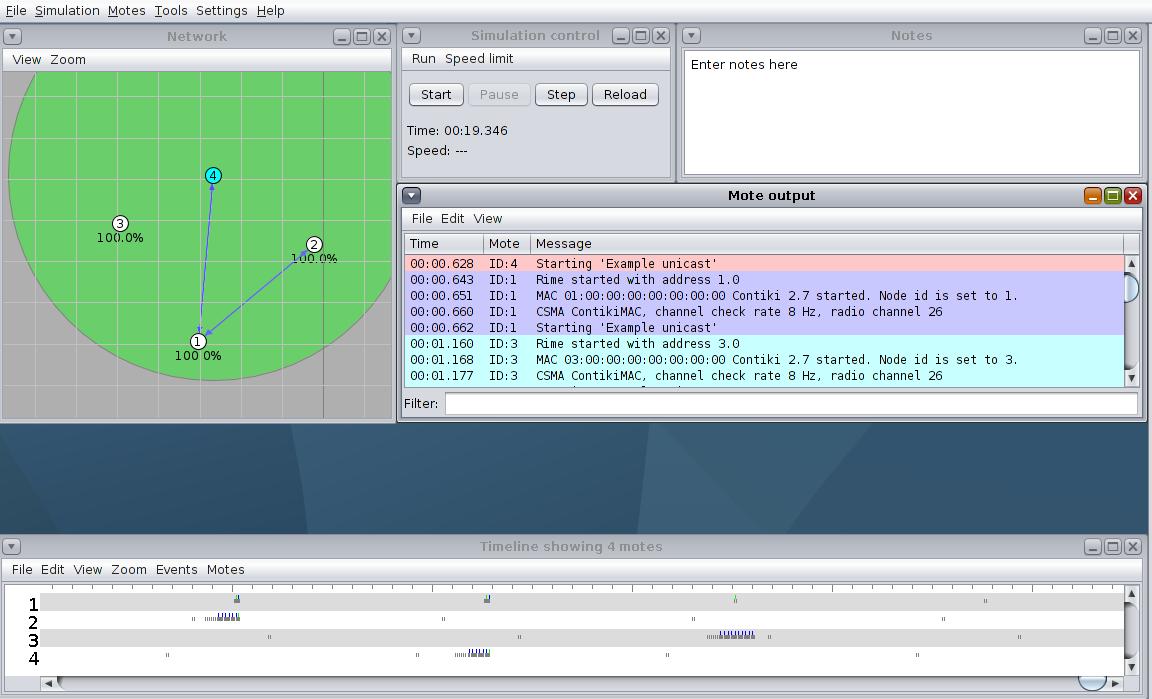 File Simulation Motes Tools Settings Help
Network
View Zoom
4
3
100.0%
2
100.0%
1
100.0%
Simulation control
Run Speed limit
Start Pause Step Reload
Time: 00:19.346
Speed: ---
Notes
Enter notes here
Mote output
File Edit View
Time Mote Message
00:00.628 ID:4 Starting 'Example unicast'
00:00.643 ID:1 Rime started with address 1.0
00:00.651 ID:1 MAC 01:00:00:00:00:00:00:00 Contiki 2.7 started. Node id is set to 1.
00:00.660 ID:1 CSMA ContikiMAC, channel check rate 8 Hz, radio channel 26
00:00.662 ID:1 Starting 'Example unicast'
00:01.160 ID:3 Rime started with address 3.0
00:01.168 ID:3 MAC 03:00:00:00:00:00:00:00 Contiki 2.7 started. Node id is set to 3.
00:01.177 ID:3 CSMA ContikiMAC, channel check rate 8 Hz, radio channel 26
Filter:
Timeline showing 4 motes
File Edit View Zoom Events Motes
1
2
3
4